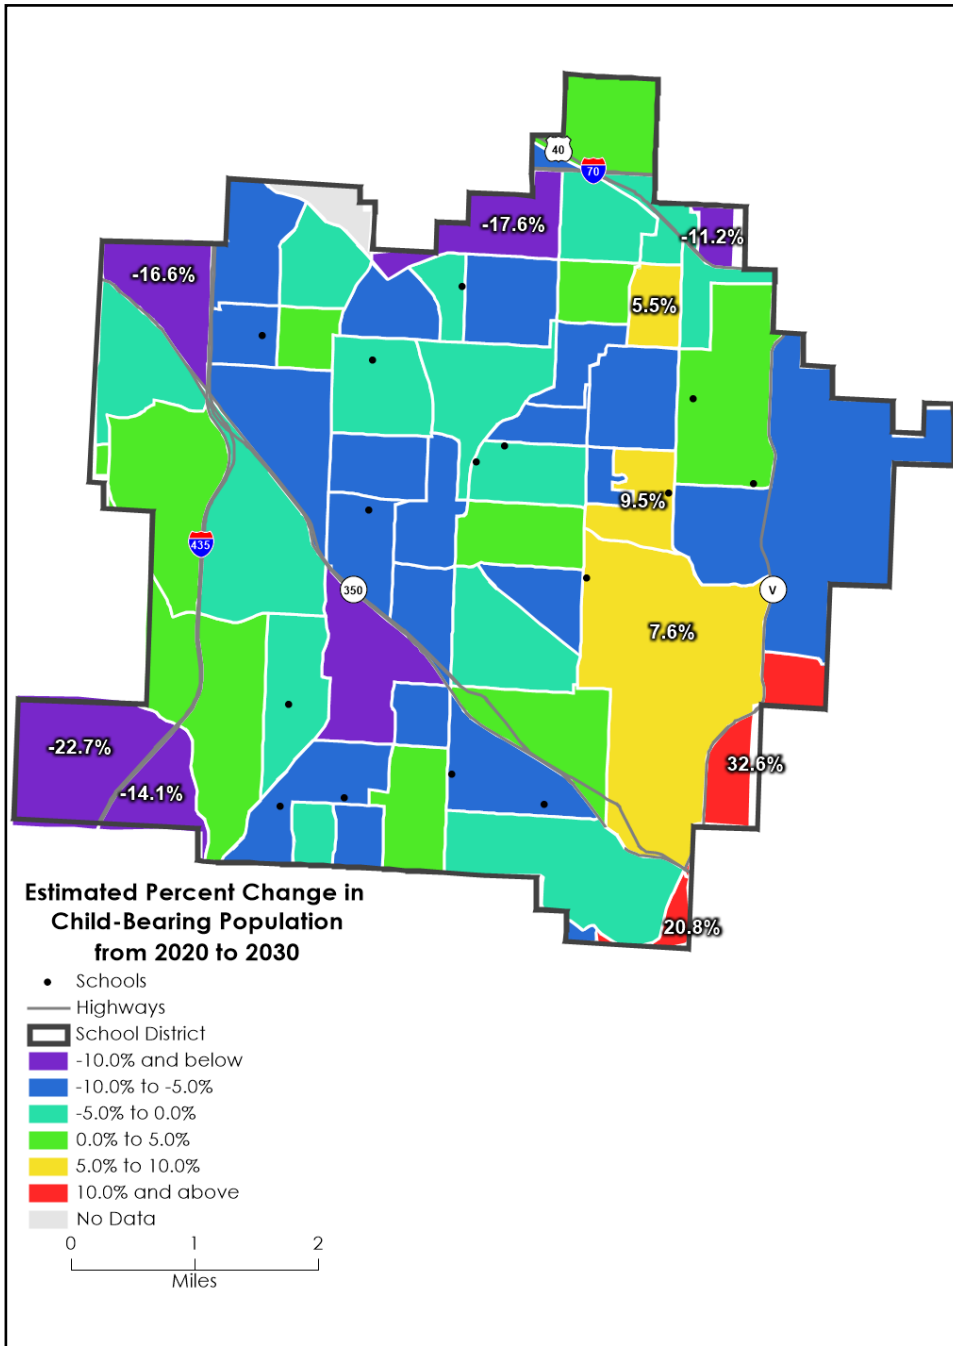 40
70
-17.6%
-11.2%
-16.6%
5.5%
9.5%
435
350
V
7.6%
-22.7%
32.6%
-14.1%
20.8%
Estimated Percent Change in
Child-Bearing Population
from 2020 to 2030
Schools
Highways
School District
-10.0% and below
-10.0% to -5.0%
-5.0% to 0.0%
0.0% to 5.0%
5.0% to 10.0%
10.0% and above
No Data
0 1 2
Miles